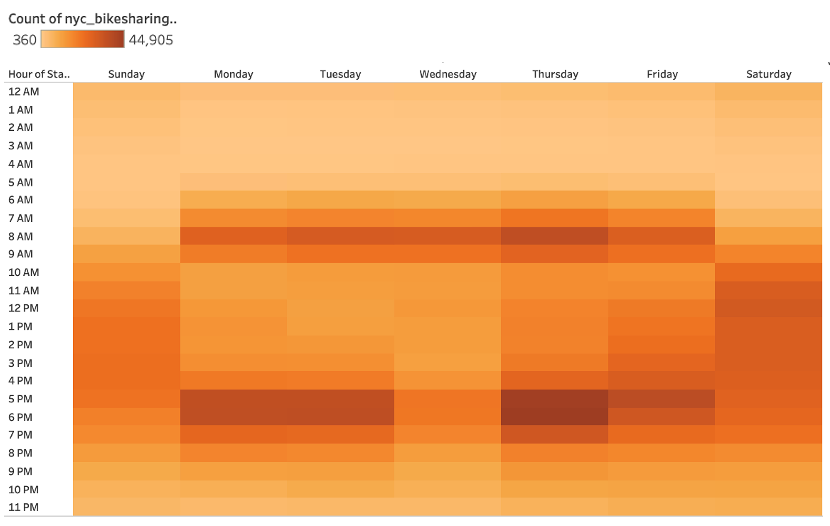 Count of nyc_bikesharing..
360 44,905
Hour of Sta.. Sunday Monday Tuesday Wednesday Thursday Friday Saturday
12 AM
1 AM
2 AM
3 AM
4 AM
5 AM
6 AM
7 AM
8 AM
9 AM
10 AM
11 AM
12 PM
1 PM
2 PM
3 PM
4 PM
5 PM
6 PM
7 PM
8 PM
9 PM
10 PM
11 PM